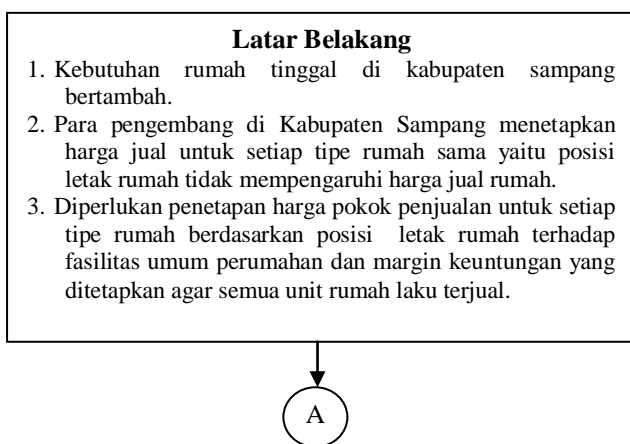 Latar Belakang
1. Kebutuhan rumah tinggal di kabupaten sampang
bertambah.
2. Para pengembang di Kabupaten Sampang menetapkan
harga jual untuk setiap tipe rumah sama yaitu posisi
letak rumah tidak mempengaruhi harga jual rumah.
3. Diperlukan penetapan harga pokok penjualan untuk setiap
tipe rumah berdasarkan posisi letak rumah terhadap
fasilitas umum perumahan dan margin keuntungan yang
ditetapkan agar semua unit rumah laku terjual.
A